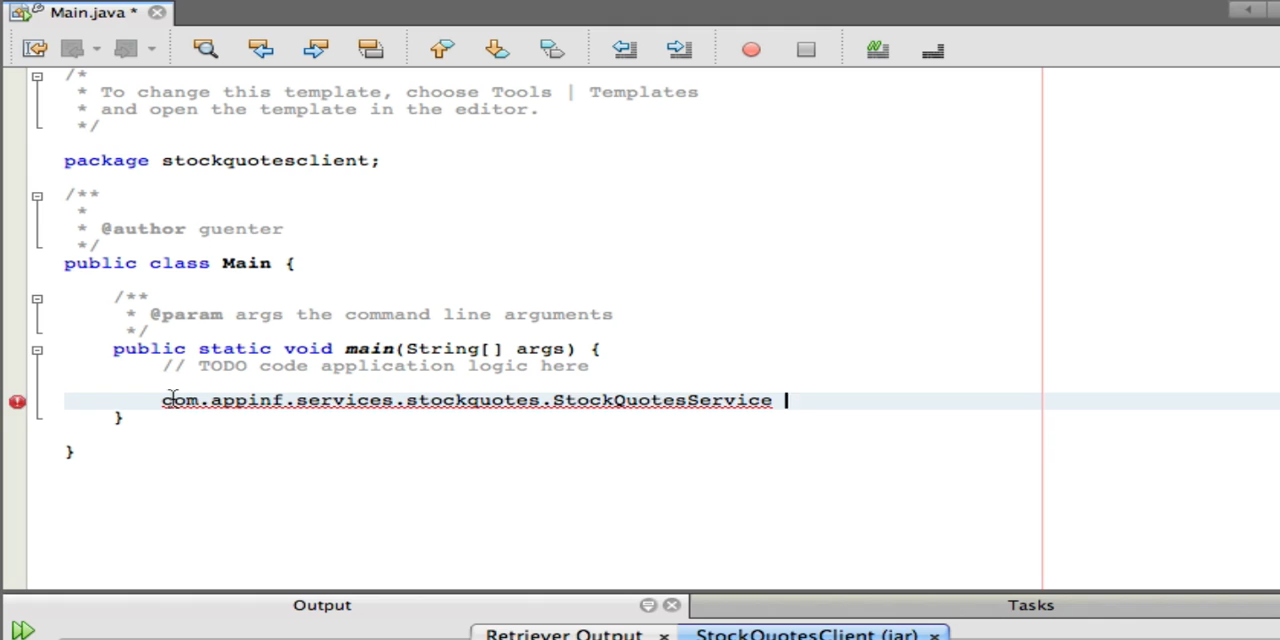 Main.java *
/*
* To change this template, choose Tools | Templates
* and open the template in the editor.
*/
package stockquotesclient;
/**
*
* @author guenter
*/
public class Main {
/**
* @param args the command line arguments
*/
public static void main(String[] args) {
// TODO code application logic here
com.appinf.services.stockquotes.StockQuotesService
}
}
Output
Tasks
Retriever Output
StockQuotesClient (jar)